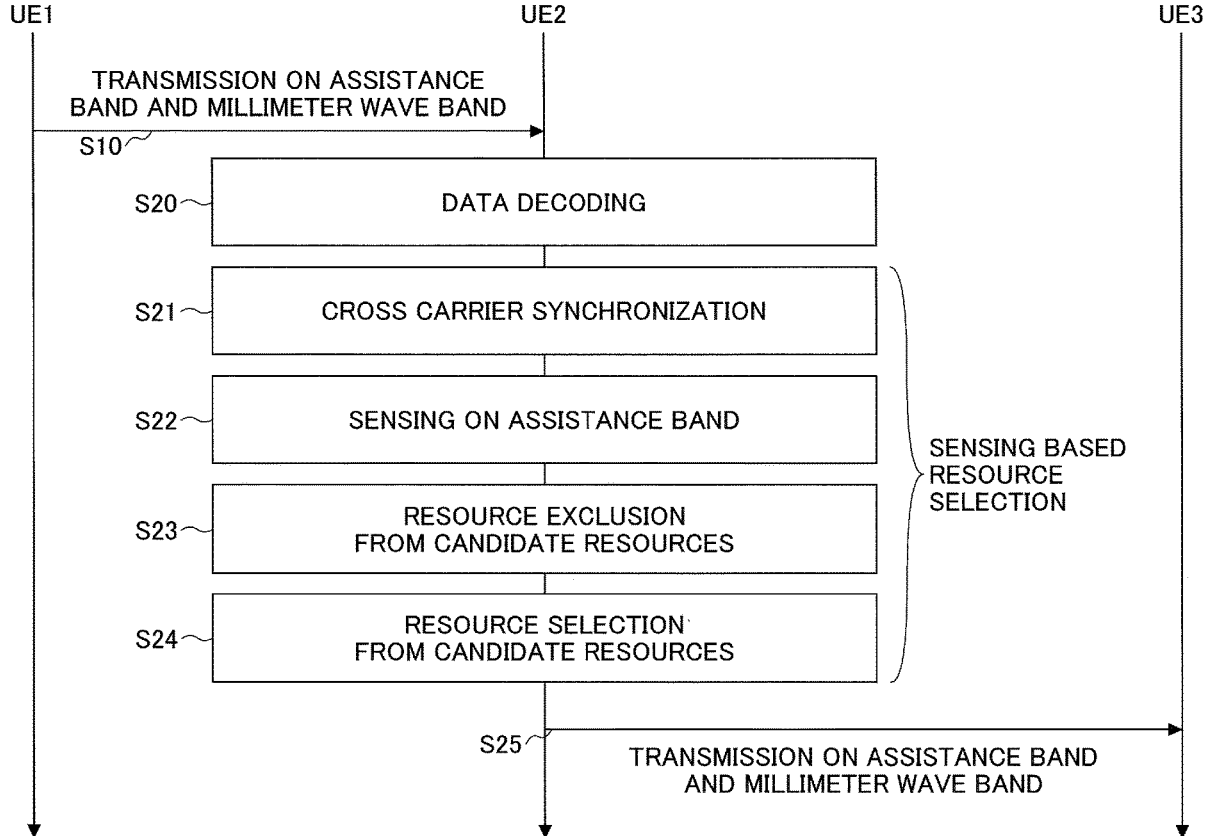 UE1
UE2
UE3
TRANSMISSION ON ASSISTANCE
BAND AND MILLIMETER WAVE BAND
S10
S20
DATA DECODING
S21
CROSS CARRIER SYNCHRONIZATION
S22
SENSING ON ASSISTANCE BAND
SENSING BASED
RESOURCE
SELECTION
S23
RESOURCE EXCLUSION
FROM CANDIDATE RESOURCES
S24
RESOURCE SELECTION
FROM CANDIDATE RESOURCES
S25
TRANSMISSION ON ASSISTANCE BAND
AND MILLIMETER WAVE BAND